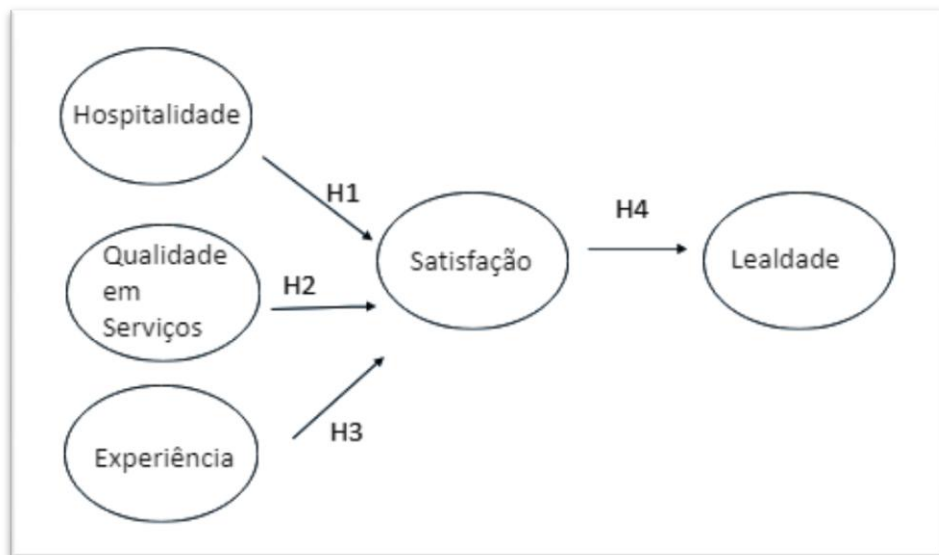 Hospitalidade
H1
Qualidade
em
Serviços
H2
Experiência
H3
Satisfação
H4
Lealdade